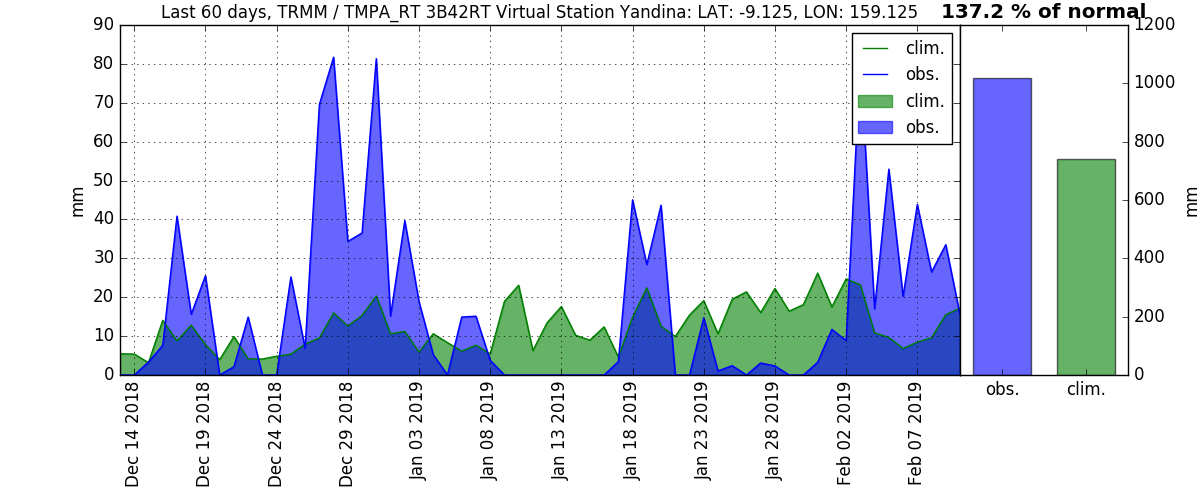 Last 60 days, TRMM / TMPA_RT 3B42RT Virtual Station Yandina: LAT: -9.125, LON: 159.125
137.2 % of normal
90
80
70
60
50
40
30
20
10
0
mm
clim.
obs.
clim.
obs.
1200
1000
800
600
400
200
0
mm
Dec 14 2018
Dec 19 2018
Dec 24 2018
Dec 29 2018
Jan 03 2019
Jan 08 2019
Jan 13 2019
Jan 18 2019
Jan 23 2019
Jan 28 2019
Feb 02 2019
Feb 07 2019
obs.
clim.